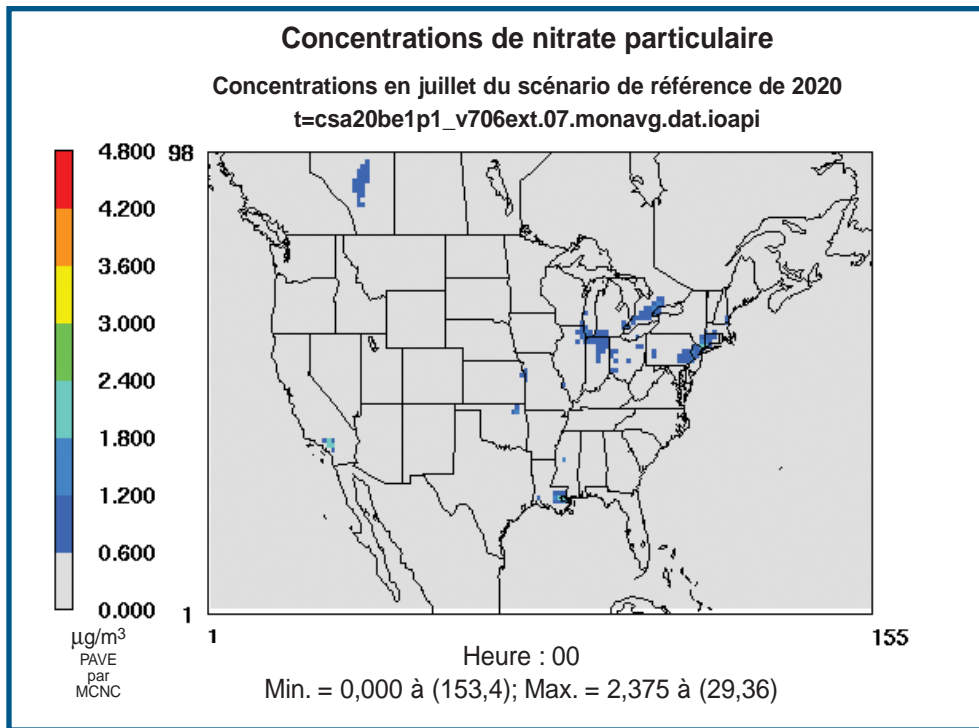 Concentrations de nitrate particulaire
Concentrations en juillet du scénario de référence de 2020
t=csa20be1p1_v706ext.07.monavg.dat.ioapi
4.800
4.200
3.600
3.000
2.400
1.800
1.200
0.600
0.000
µg/m³
PAVE
par
MCNC
98
1
1
155
Heure : 00
Min. = 0,000 à (153,4); Max. = 2,375 à (29,36)